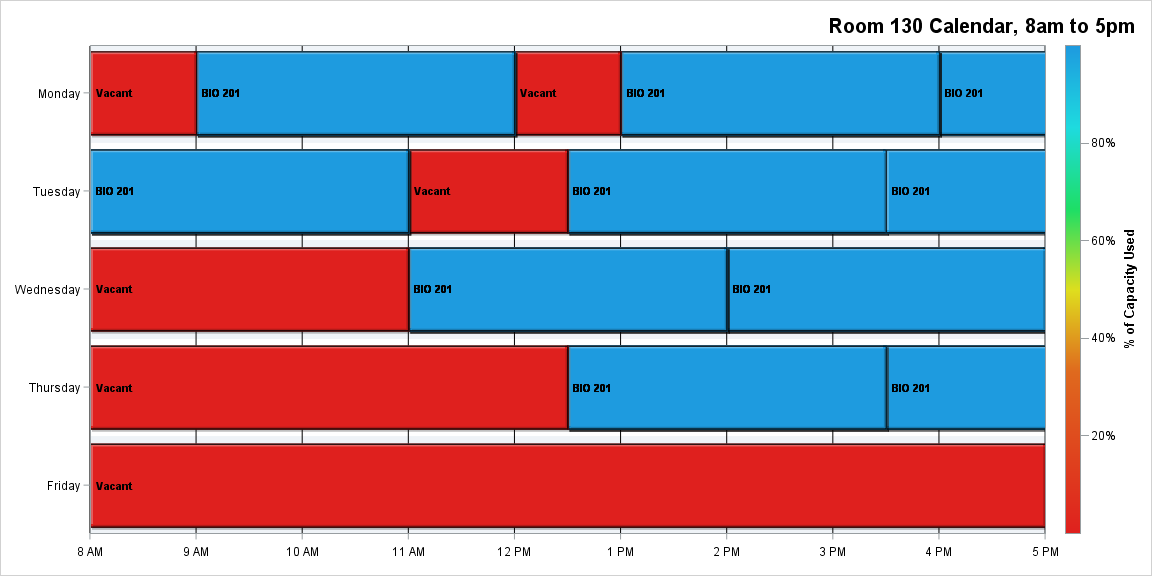 Room 130 Calendar, 8am to 5pm
Monday
Vacant
BIO 201
Vacant
BIO 201
BIO 201
Tuesday
BIO 201
Vacant
BIO 201
BIO 201
Wednesday
Vacant
BIO 201
BIO 201
Thursday
Vacant
BIO 201
BIO 201
Friday
Vacant
8 AM
9 AM
10 AM
11 AM
12 PM
1 PM
2 PM
3 PM
4 PM
5 PM
80%
60%
40%
20%
% of Capacity Used